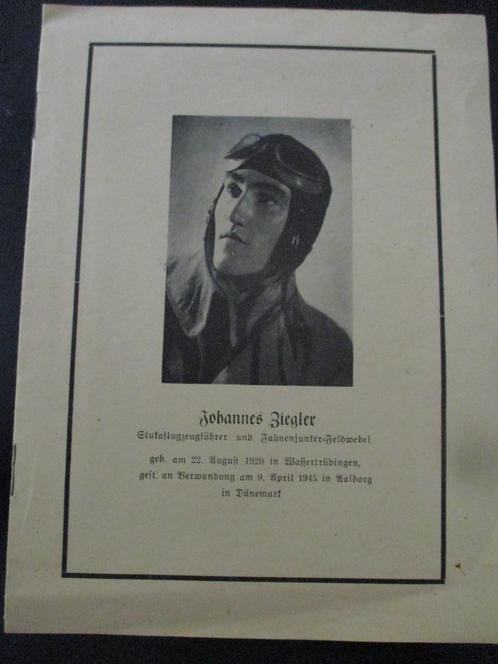 Johannes Ziegler
Stukaflugzeugführer und Fahnenjunker-Feldwebel
geb. am 22. August 1920 in Wassertrüdingen,
gest. an Verwundung am 9. April 1945 in Aalborg
in Dänemark